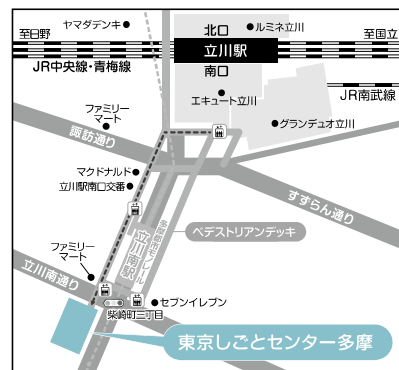 ヤマダデンキ
北口
ルミネ立川
至日野
立川駅
至国立
JR中央線・青梅線
南口
JR南武線
エキュート立川
ファミリー
マート
グランデュオ立川
諏訪通り
マクドナルド
立川駅南口交番
すずらん通り
多摩都市モノレール
立川南駅
ペデストリアンデッキ
ファミリー
マート
立川南通り
セブンイレブン
柴崎町三丁目
東京しごとセンター多摩